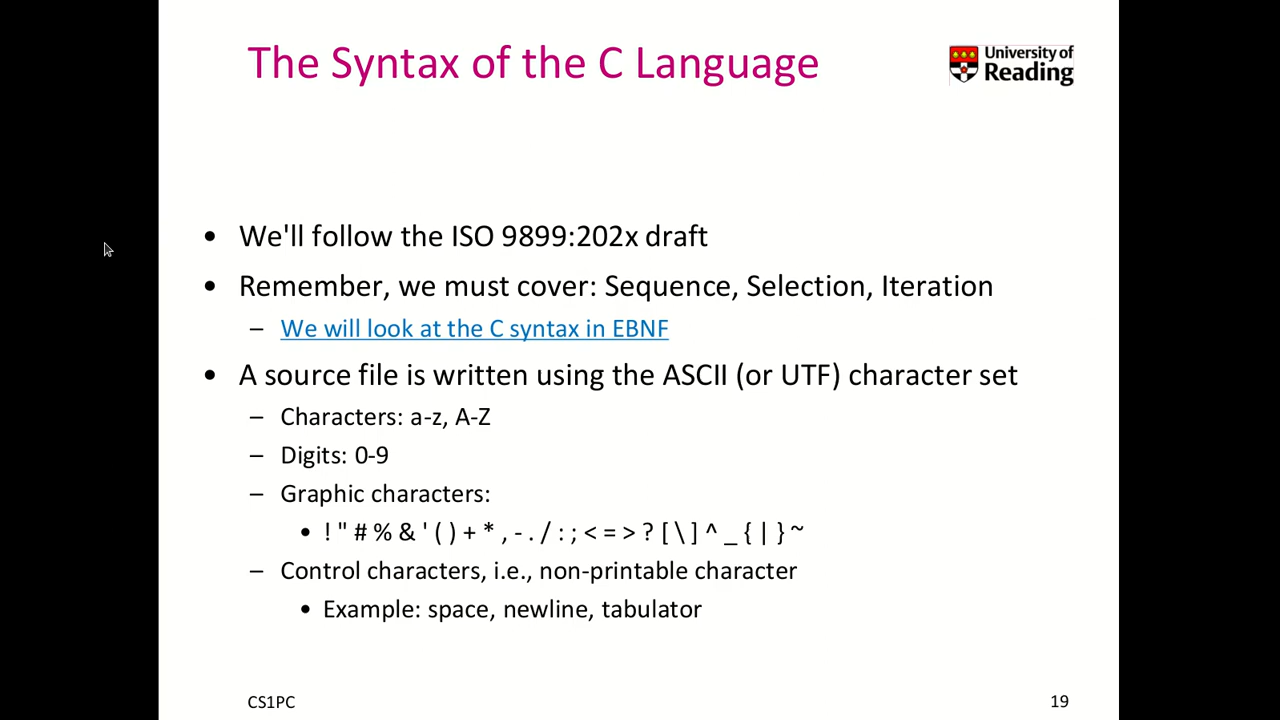 The Syntax of the C Language
University of
Reading
• We'll follow the ISO 9899:202x draft
• Remember, we must cover: Sequence, Selection, Iteration
– We will look at the C syntax in EBNF
• A source file is written using the ASCII (or UTF) character set
– Characters: a-z, A-Z
– Digits: 0-9
– Graphic characters:
• ! " # % & ' ( ) + * , - . / : ; < = > ? [ \ ] ^ _ { | } ~
– Control characters, i.e., non-printable character
• Example: space, newline, tabulator
CS1PC
19